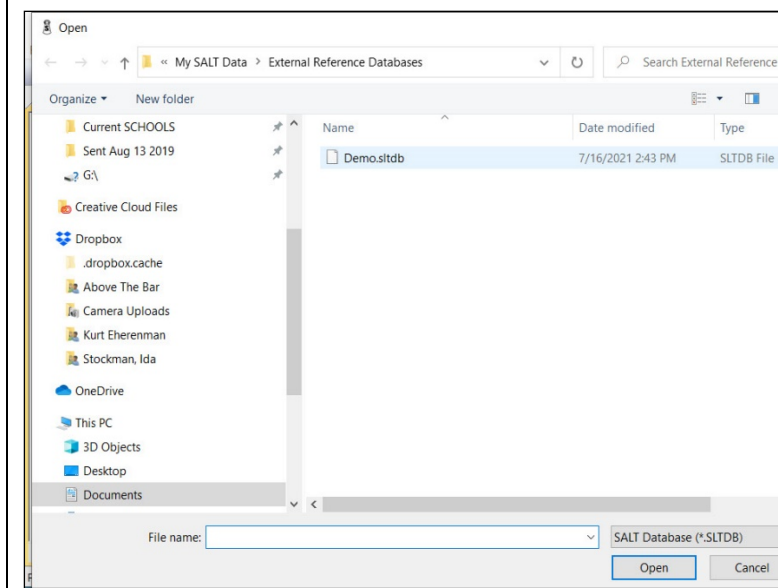 Open
« My SALT Data > External Reference Databases
Search External Reference
Organize
New folder
Name
Date modified
Type
Current SCHOOLS
Sent Aug 13 2019
G:\
Creative Cloud Files
Dropbox
.dropbox.cache
Above The Bar
Camera Uploads
Kurt Eherenman
Stockman, Ida
OneDrive
This PC
3D Objects
Desktop
Documents
Demo.sltdb
7/16/2021 2:43 PM
SLTDB File
File name:
SALT Database (*.SLTDB)
Open
Cancel